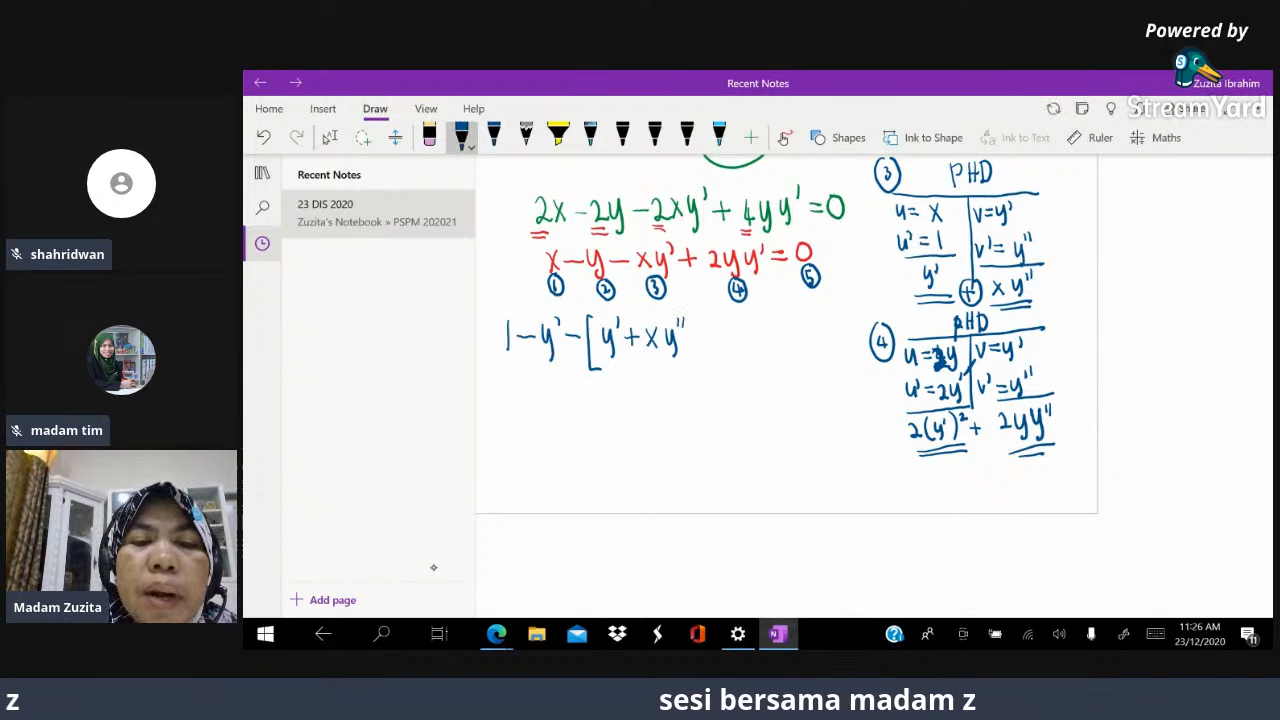 Powered by
StreamYard
Recent Notes
Zuzita Ibrahim
Home Insert Draw View Help
Shapes Ink to Shape Ink to Text Ruler Maths
Recent Notes
23 DIS 2020
Zuzita's Notebook » PSPM 202021
Add page
2x - 2y - 2xy' + 4yy' = 0
x - y - xy' + 2yy' = 0
① ② ③ ④ ⑤
1 - y' - [y' + xy''
③ PHD
u = x v = y'
u' = 1 v' = y''
y' + xy''
④ PHD
u = 2y v = y'
u' = 2y' v' = y''
2(y')² + 2yy''
shahridwan
madam tim
Madam Zuzita
11:26 AM
23/12/2020
11
z sesi bersama madam z